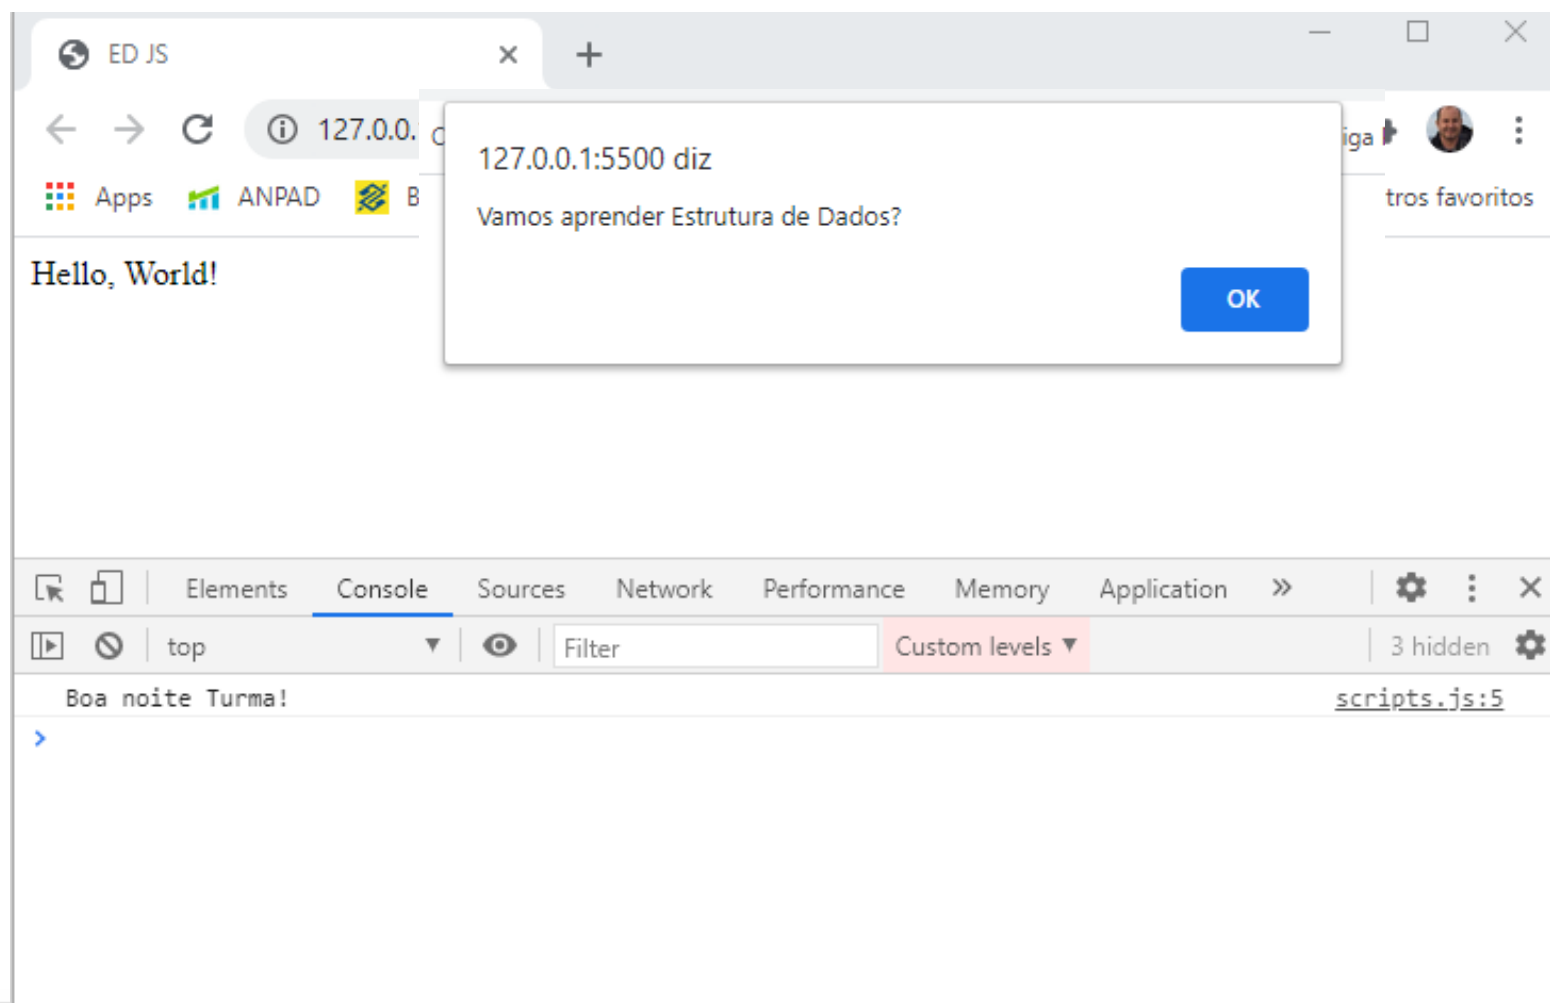 ED JS
127.0.0.
127.0.0.1:5500 diz
Vamos aprender Estrutura de Dados?
OK
iga
Apps ANPAD B
tros favoritos
Hello, World!
Elements Console Sources Network Performance Memory Application »
top Filter Custom levels 3 hidden
Boa noite Turma! scripts.js:5
>